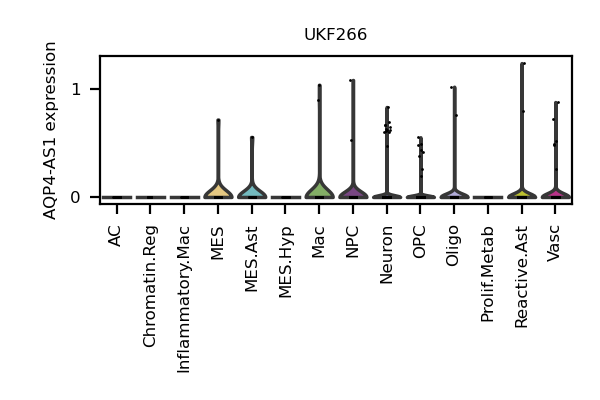 UKF266
AQP4-AS1 expression
1
0
AC
Chromatin.Reg
Inflammatory.Mac
MES
MES.Ast
MES.Hyp
Mac
NPC
Neuron
OPC
Oligo
Prolif.Metab
Reactive.Ast
Vasc